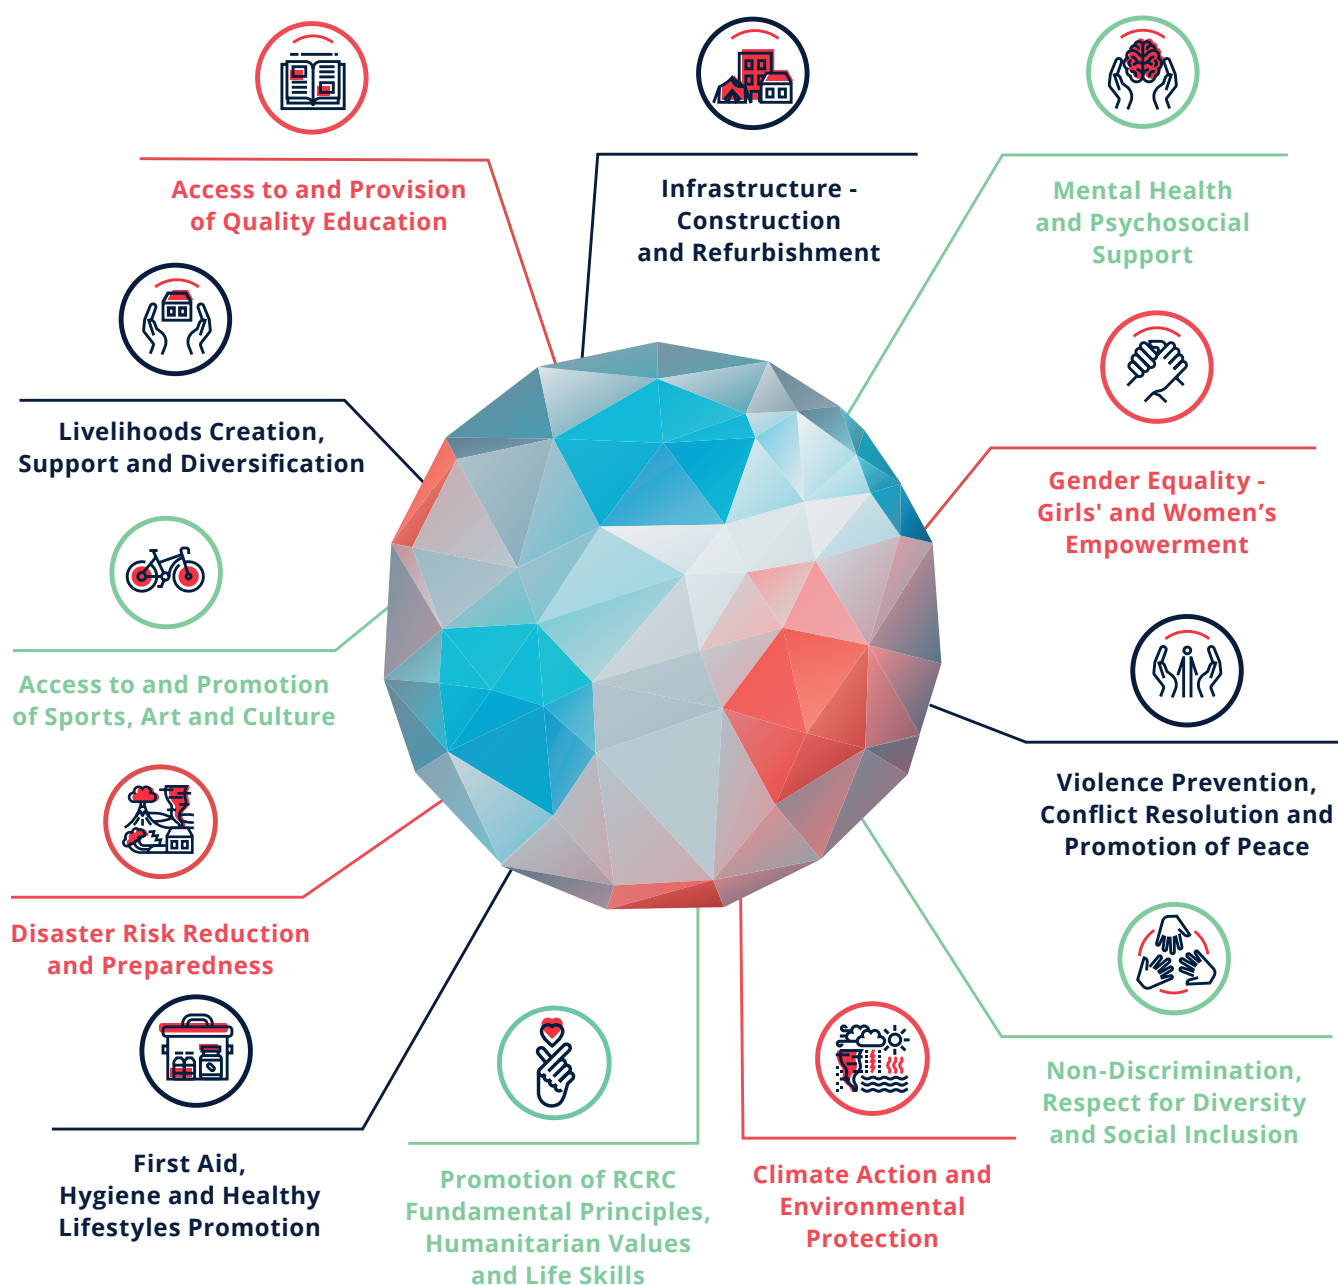 Access to and Provision
of Quality Education
Infrastructure -
Construction
and Refurbishment
Mental Health
and Psychosocial
Support
Livelihoods Creation,
Support and Diversification
Gender Equality -
Girls' and Women’s
Empowerment
Access to and Promotion
of Sports, Art and Culture
Violence Prevention,
Conflict Resolution and
Promotion of Peace
Disaster Risk Reduction
and Preparedness
Non-Discrimination,
Respect for Diversity
and Social Inclusion
First Aid,
Hygiene and Healthy
Lifestyles Promotion
Promotion of RCRC
Fundamental Principles,
Humanitarian Values
and Life Skills
Climate Action and
Environmental
Protection